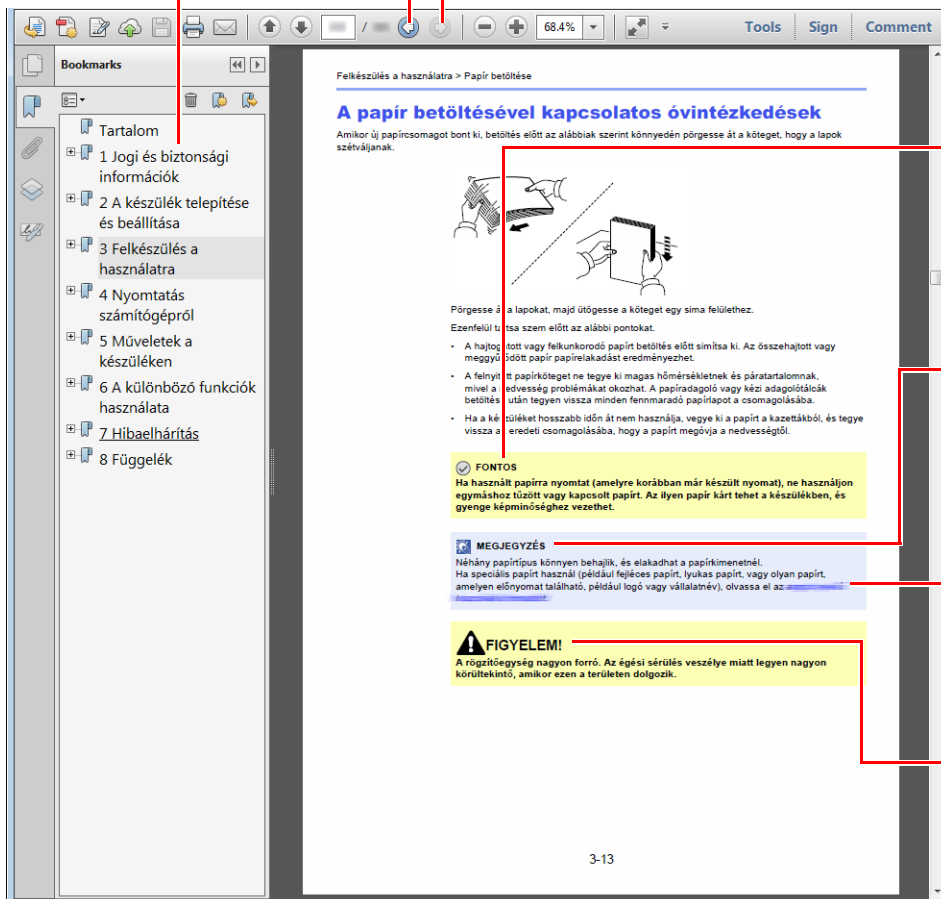 /
68.4%
Tools
Sign
Comment
Bookmarks
Tartalom
1 Jogi és biztonsági
információk
2 A készülék telepítése
és beállítása
3 Felkészülés a
használatra
4 Nyomtatás
számítógépről
5 Műveletek a
készüléken
6 A különböző funkciók
használata
7 Hibaelhárítás
8 Függelék
Felkészülés a használatra > Papír betöltése
A papír betöltésével kapcsolatos óvintézkedések
Amikor új papírcsomagot bont ki, betöltés előtt az alábbiak szerint könnyedén pörgesse át a köteget, hogy a lapok
szétváljanak.
Pörgesse át a lapokat, majd ütögesse a köteget egy sima felülethez.
Ezenfelül tartsa szem előtt az alábbi pontokat.
• A hajtogatott vagy felkunkorodó papírt betöltés előtt simítsa ki. Az összehajtott vagy
meggyűrődött papír papírelakadást eredményezhet.
• A felnyitott papírköteget ne tegye ki magas hőmérsékletnek és páratartalomnak,
mivel a nedvesség problémákat okozhat. A papíradagoló vagy kézi adagolótálcák
betöltése után tegyen vissza minden fennmaradó papírlapot a csomagolásába.
• Ha a készüléket hosszabb időn át nem használja, vegye ki a papírt a kazettákból, és tegye
vissza az eredeti csomagolásába, hogy a papírt megóvja a nedvességtől.
FONTOS
Ha használt papírra nyomtat (amelyre korábban már készült nyomat), ne használjon
egymáshoz tűzött vagy kapcsolt papírt. Az ilyen papír kárt tehet a készülékben, és
gyenge képminőséghez vezethet.
MEGJEGYZÉS
Néhány papírtípus könnyen behajlik, és elakadhat a papírkimenetnél.
Ha speciális papírt használ (például fejléces papírt, lyukas papírt, vagy olyan papírt,
amelyen előnyomat található, például logó vagy vállalatnév), olvassa el az
FIGYELEM!
A rögzítőegység nagyon forró. Az égési sérülés veszélye miatt legyen nagyon
körültekintő, amikor ezen a területen dolgozik.
3-13